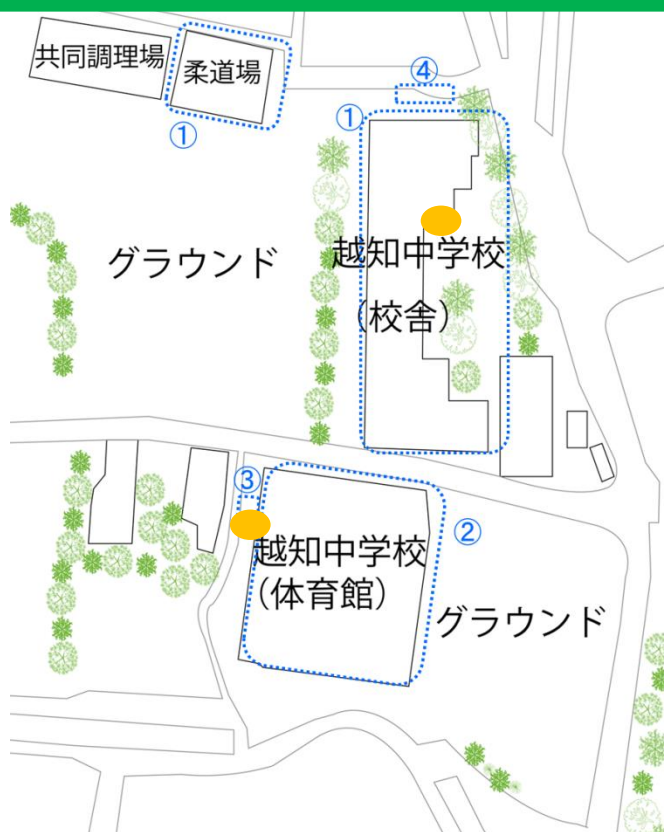 共同調理場
柔道場
④
①
①
グラウンド
越知中学校
（校舎）
③
②
越知中学校
（体育館）
グラウンド